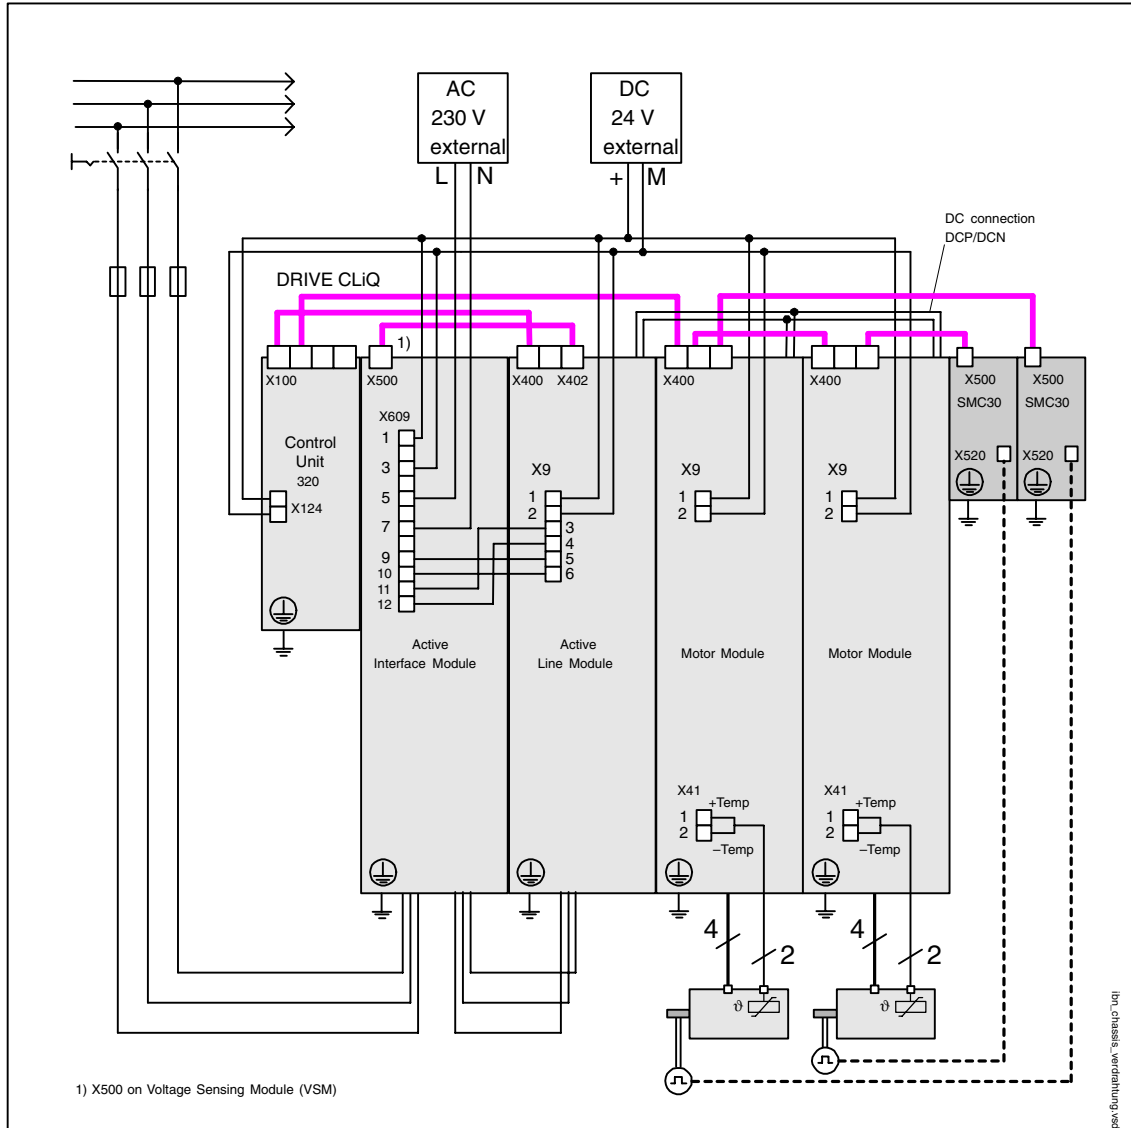 AC
230 V
external
DC
24 V
external
L N
+ M
DC connection
DCP/DCN
DRIVE CLiQ
1)
X100
X500
X400 X402
X400
X400
X500
SMC30
X500
SMC30
X609
1
3
5
7
9
10
11
12
Control
Unit
320
X124
X9
1
2
3
4
5
6
X9
1
2
X9
1
2
X520
X520
Active
Interface Module
Active
Line Module
Motor Module
Motor Module
X41
+Temp
1
2
–Temp
X41
+Temp
1
2
–Temp
4
2
4
2
ϑ
ϑ
1) X500 on Voltage Sensing Module (VSM)
ibn_chassis_verdrahtung.vsd